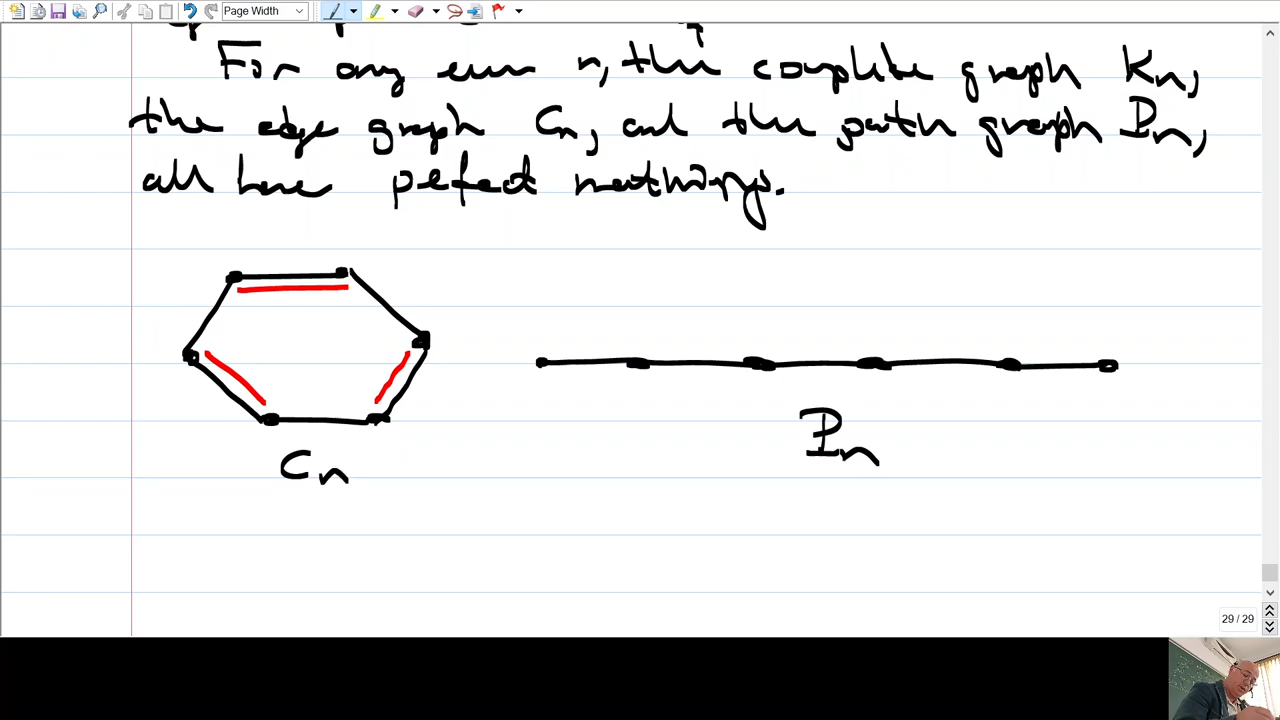 Page Width
For any even n, the complete graph Kn,
the edge graph Cn, and the path graph Pn,
all have perfect matchings.
Cn
Pn
29 / 29